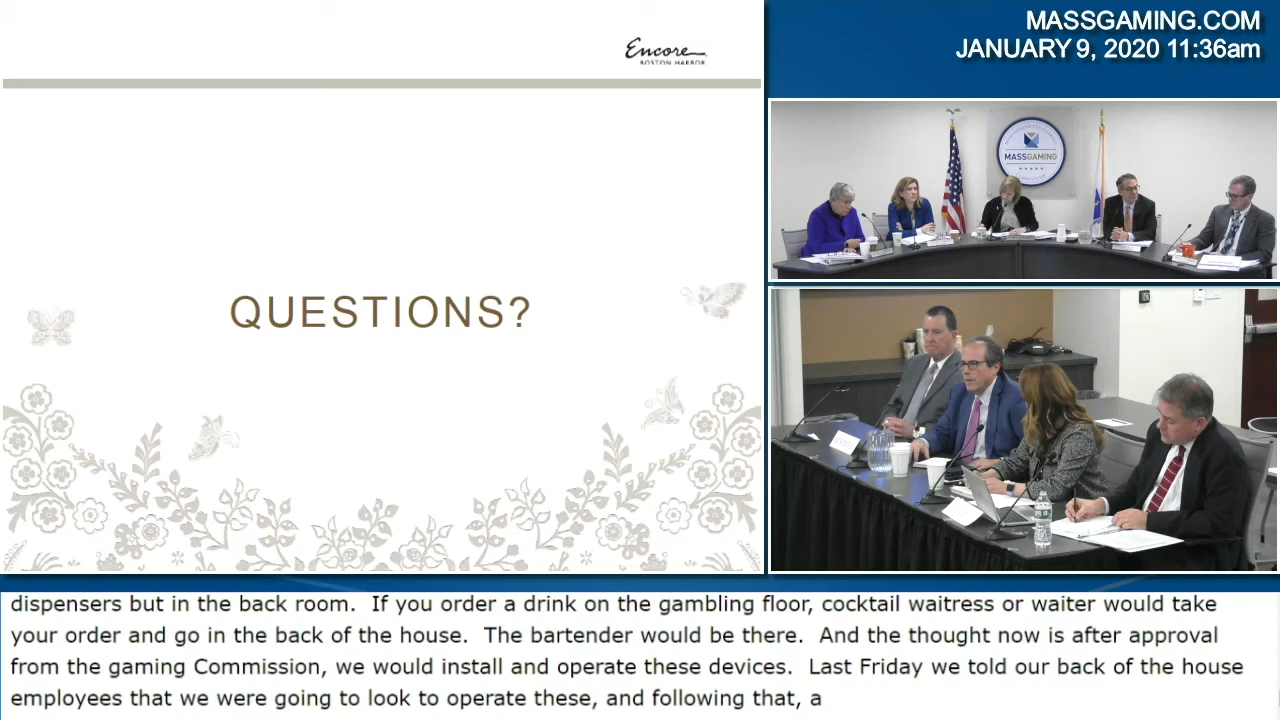 Encore
BOSTON HARBOR
QUESTIONS?
MASSGAMING.COM
JANUARY 9, 2020 11:36am
MASSGAMING
dispensers but in the back room.  If you order a drink on the gambling floor, cocktail waitress or waiter would take
your order and go in the back of the house.  The bartender would be there.  And the thought now is after approval
from the gaming Commission, we would install and operate these devices.  Last Friday we told our back of the house
employees that we were going to look to operate these, and following that, a